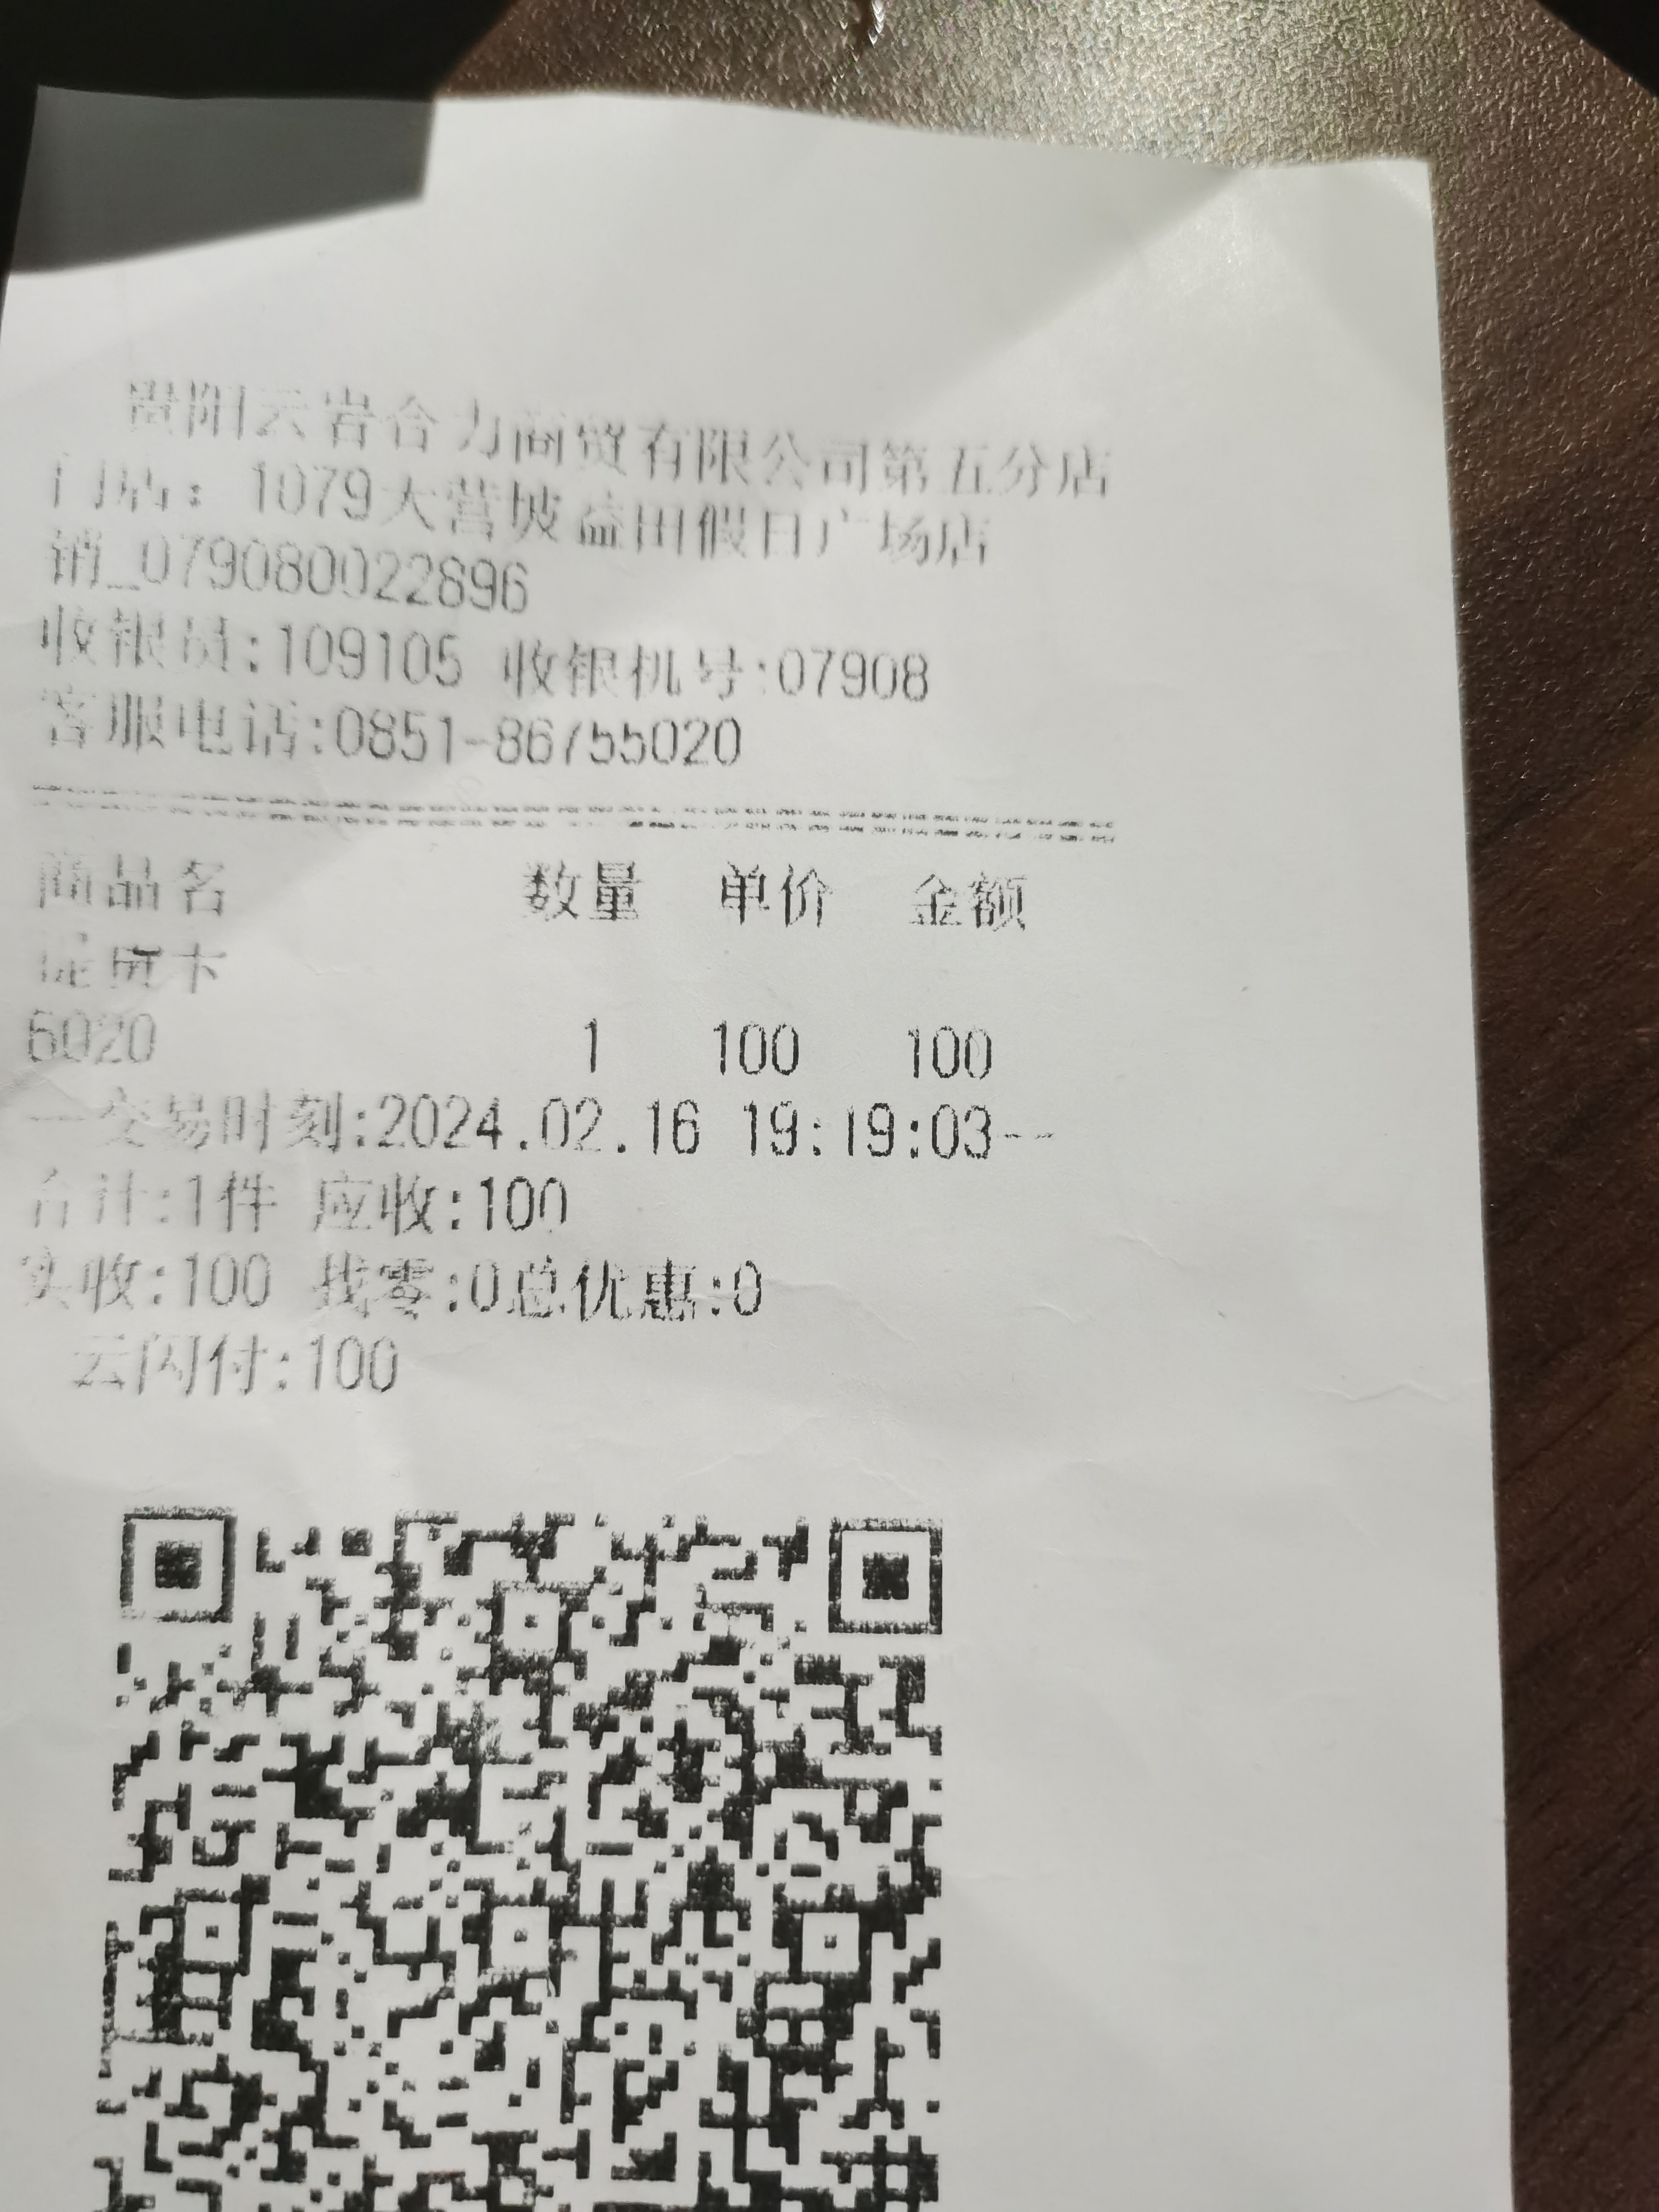 贵阳云岩合力商贸有限公司第五分店
门店：1079大营坡益田假日广场店
销_079080022896
收银员:109105 收银机号:07908
客服电话:0851-86755020
商品名 数量 单价 金额
提货卡
6020 1 100 100
--交易时刻:2024.02.16 19:19:03--
合计:1件 应收:100
实收:100 找零:0总优惠:0
云闪付:100